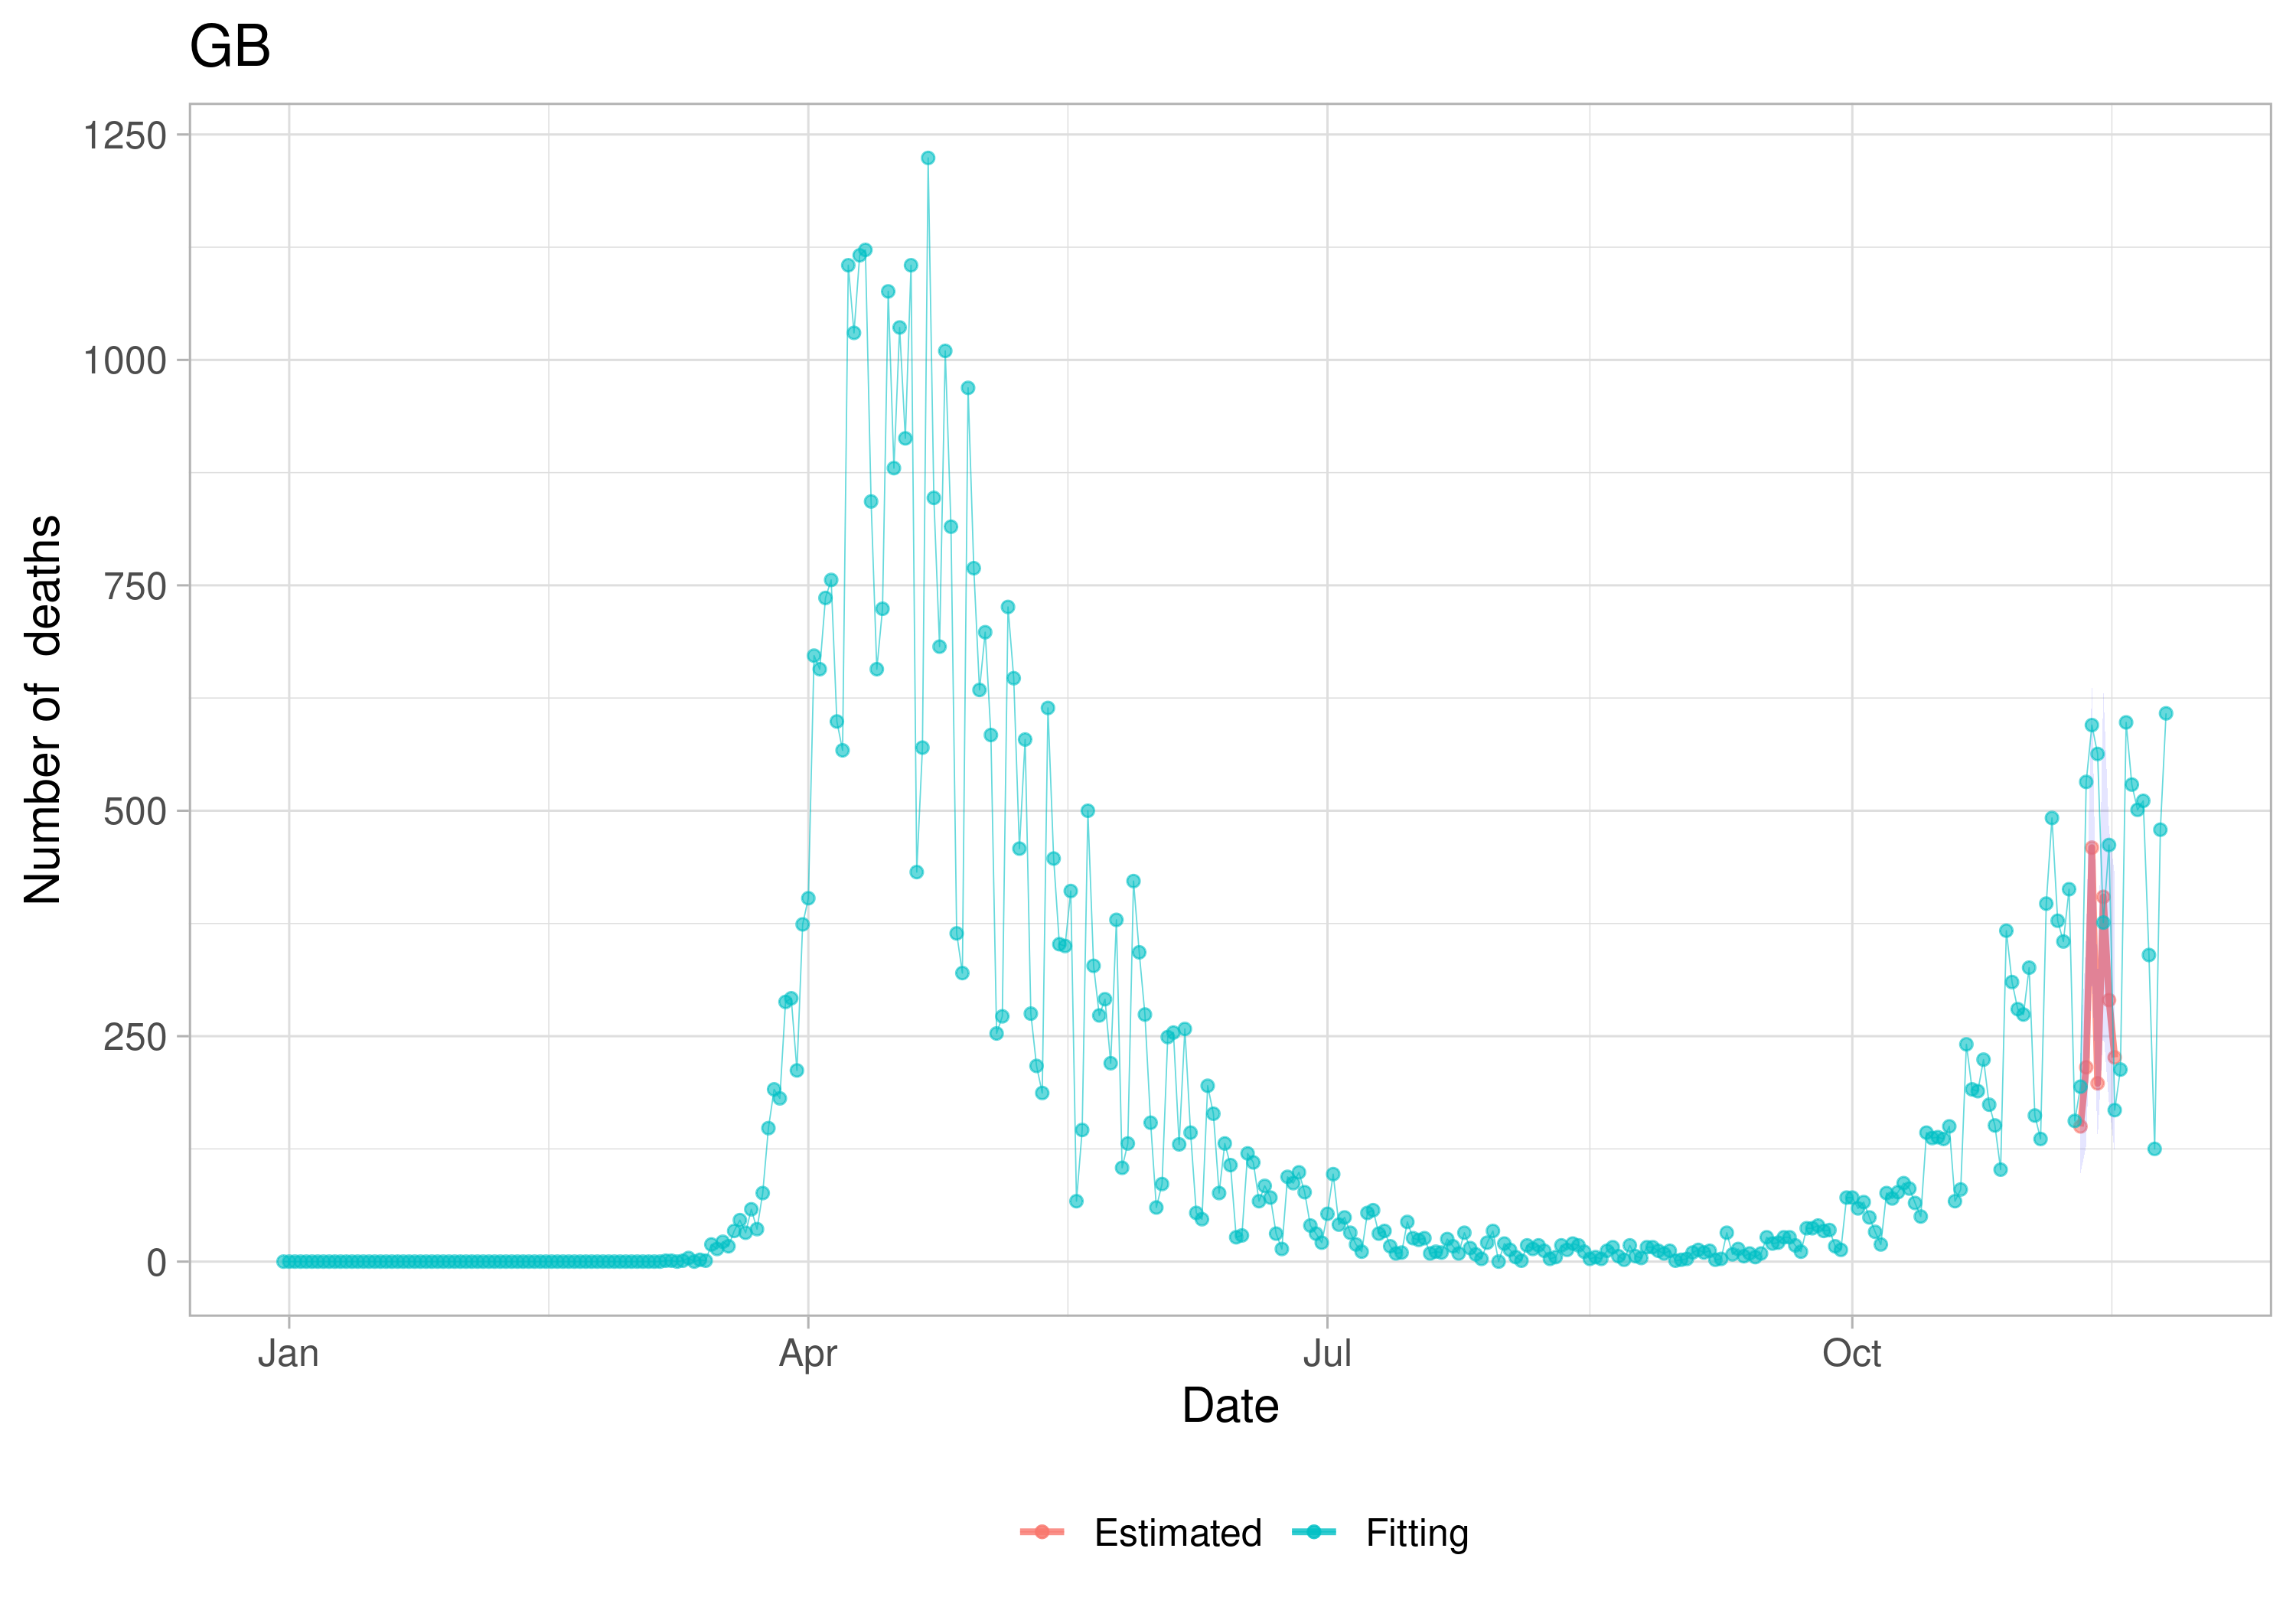 GB
1250
1000
750
500
250
0
Number of deaths
Jan Apr Jul Oct
Date
Estimated Fitting